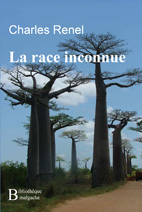 Charles Renel
La race inconnue
Bibliothèque
malgache